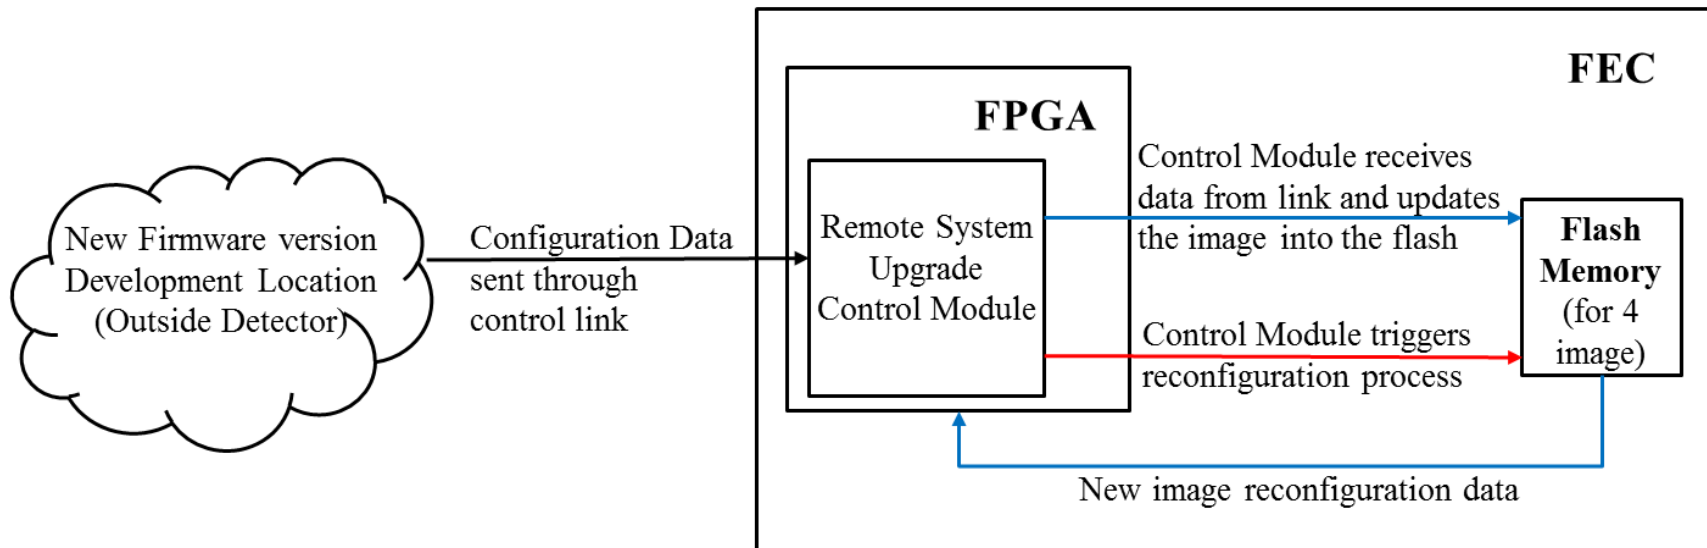 New Firmware version
Development Location
(Outside Detector)
Configuration Data
sent through
control link
FEC
FPGA
Remote System
Upgrade
Control Module
Control Module receives
data from link and updates
the image into the flash
Control Module triggers
reconfiguration process
Flash
Memory
(for 4
image)
New image reconfiguration data